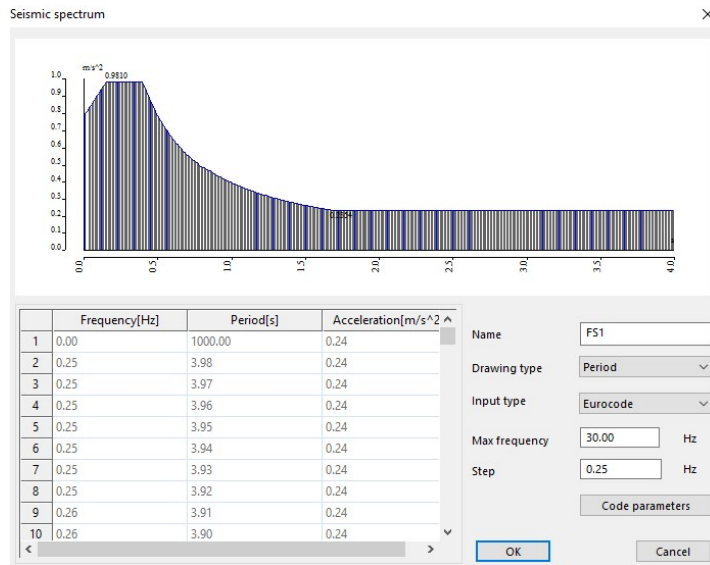 Seismic spectrum
m/s^2
0.9810
1.0
0.9
0.8
0.7
0.6
0.5
0.4
0.3
0.2
0.1
0.0
0.0
0.5
1.0
1.5
2.0
2.5
3.0
3.5
4.0
Frequency[Hz] Period[s] Acceleration[m/s^2
1 0.00 1000.00 0.24
2 0.25 3.98 0.24
3 0.25 3.97 0.24
4 0.25 3.96 0.24
5 0.25 3.95 0.24
6 0.25 3.94 0.24
7 0.25 3.93 0.24
8 0.25 3.92 0.24
9 0.26 3.91 0.24
10 0.26 3.90 0.24
Name FS1
Drawing type Period
Input type Eurocode
Max frequency 30.00 Hz
Step 0.25 Hz
Code parameters
OK Cancel